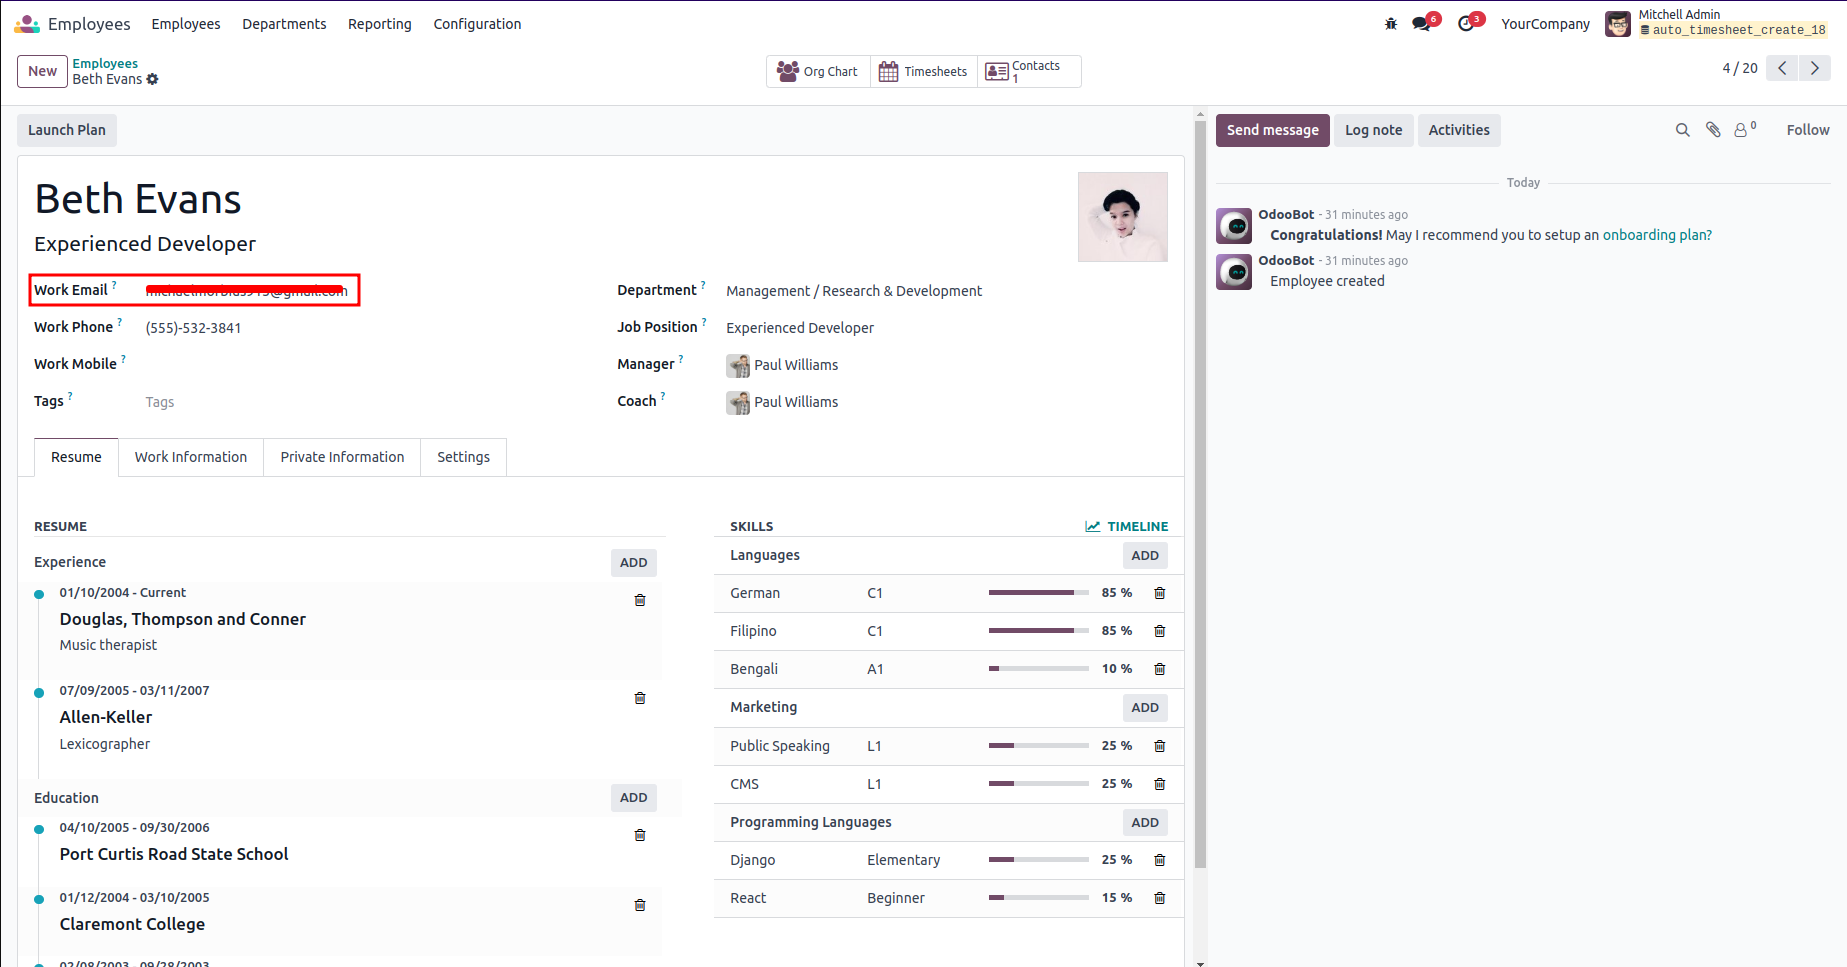 Employees Employees Departments Reporting Configuration
6 3 YourCompany Mitchell Admin
auto_timesheet_create_18
New Employees
Beth Evans
Org Chart Timesheets Contacts 1
4 / 20
Launch Plan
Send message Log note Activities 0 Follow
Beth Evans
Experienced Developer
Work Email ?
Work Phone ? (555)-532-3841
Work Mobile ?
Tags ? Tags
Department ? Management / Research & Development
Job Position ? Experienced Developer
Manager ? Paul Williams
Coach ? Paul Williams
Resume Work Information Private Information Settings
RESUME
Experience ADD
01/10/2004 - Current
Douglas, Thompson and Conner
Music therapist
07/09/2005 - 03/11/2007
Allen-Keller
Lexicographer
Education ADD
04/10/2005 - 09/30/2006
Port Curtis Road State School
01/12/2004 - 03/10/2005
Claremont College
02/08/2003 - 09/28/2003
SKILLS TIMELINE
Languages ADD
German C1 85 %
Filipino C1 85 %
Bengali A1 10 %
Marketing ADD
Public Speaking L1 25 %
CMS L1 25 %
Programming Languages ADD
Django Elementary 25 %
React Beginner 15 %
Today
OdooBot - 31 minutes ago
Congratulations! May I recommend you to setup an onboarding plan?
OdooBot - 31 minutes ago
Employee created